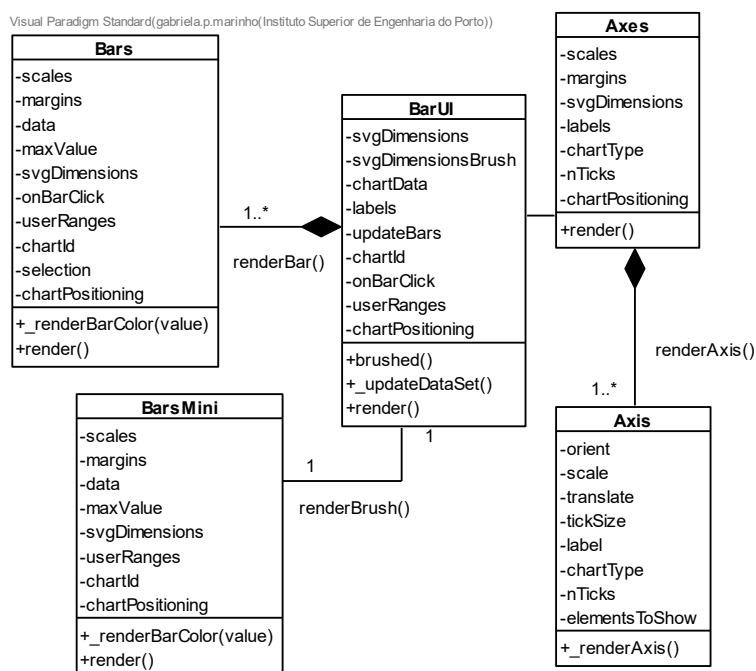 Visual Paradigm Standard(gabriela.p.marinho(Instituto Superior de Engenharia do Porto))
Bars
-scales
-margins
-data
-maxValue
-svgDimensions
-onBarClick
-userRanges
-chartId
-selection
-chartPositioning
+_renderBarColor(value)
+render()
1..*
renderBar()
BarUI
-svgDimensions
-svgDimensionsBrush
-chartData
-labels
-updateBars
-chartId
-onBarClick
-userRanges
-chartPositioning
+brushed()
+_updateDataSet()
+render()
Axes
-scales
-margins
-svgDimensions
-labels
-chartType
-nTicks
-chartPositioning
+render()
renderAxis()
1..*
BarsMini
-scales
-margins
-data
-maxValue
-svgDimensions
-userRanges
-chartId
-chartPositioning
+_renderBarColor(value)
+render()
1
1
renderBrush()
Axis
-orient
-scale
-translate
-tickSize
-label
-chartType
-nTicks
-elementsToShow
+_renderAxis()